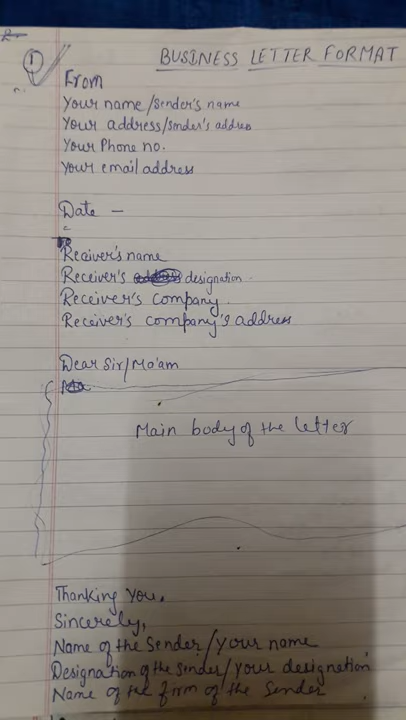 BUSINESS LETTER FORMAT
1
From
Your name/Sender's name
Your address/Sender's address
Your Phone no.
Your email address
Date —
To
Receiver's name
Receiver's designation.
Receiver's company.
Receiver's company's address
Dear Sir/Ma'am
Main body of the letter
Thanking You.
Sincerely,
Name of the Sender/Your name
Designation of the sender/your designation
Name of the firm of the Sender